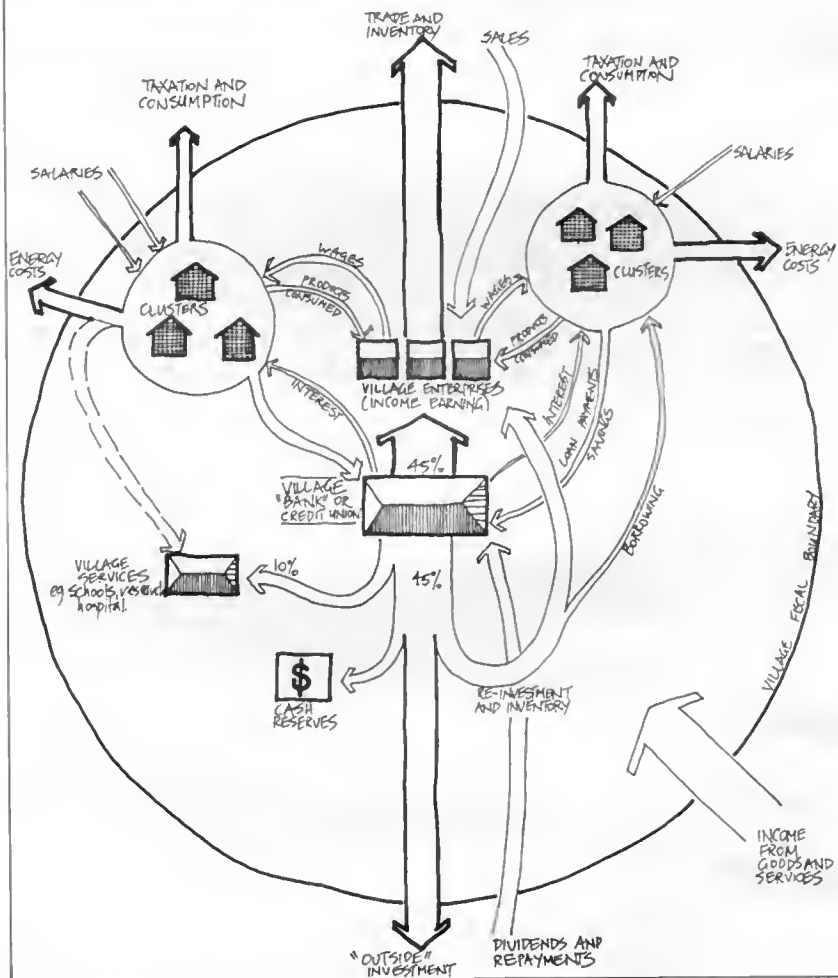 TRADE AND
INVENTORY
SALES
TAXATION AND
CONSUMPTION
TAXATION AND
CONSUMPTION
SALARIES
SALARIES
ENERGY
COSTS
ENERGY
COSTS
CLUSTERS
CLUSTERS
WAGES
PRODUCTS
CONSUMED
WAGES
PRODUCTS
CONSUMED
VILLAGE ENTERPRISES
(INCOME EARNING)
INTEREST
INTEREST
LOAN PAYMENTS
SAVINGS
BORROWING
45%
VILLAGE
"BANK" OR
CREDIT UNION
VILLAGE
SERVICES
eg schools,
hospital.
10%
45%
$
CASH
RESERVES
RE-INVESTMENT
AND INVENTORY
VILLAGE FISCAL BOUNDARY
INCOME
FROM
GOODS AND
SERVICES
DIVIDENDS AND
REPAYMENTS
"OUTSIDE"
INVESTMENT